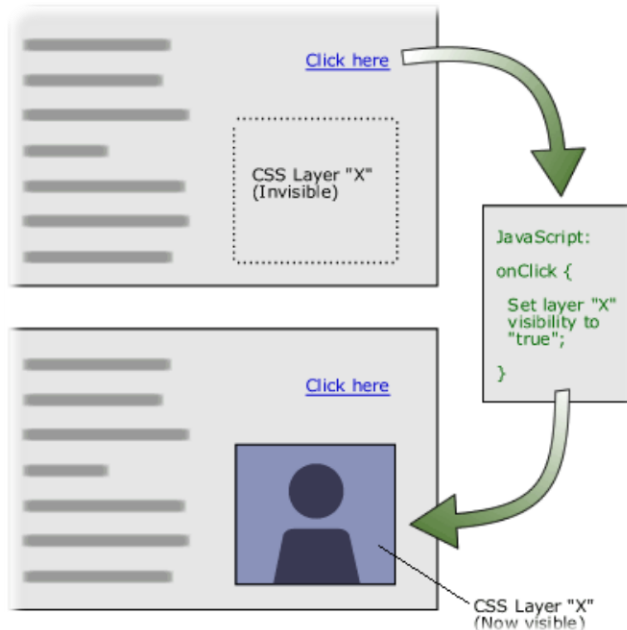 Click here
CSS Layer "X"
(Invisible)
JavaScript:
onClick {
Set layer "X"
visibility to
"true";
}
Click here
CSS Layer "X"
(Now visible)